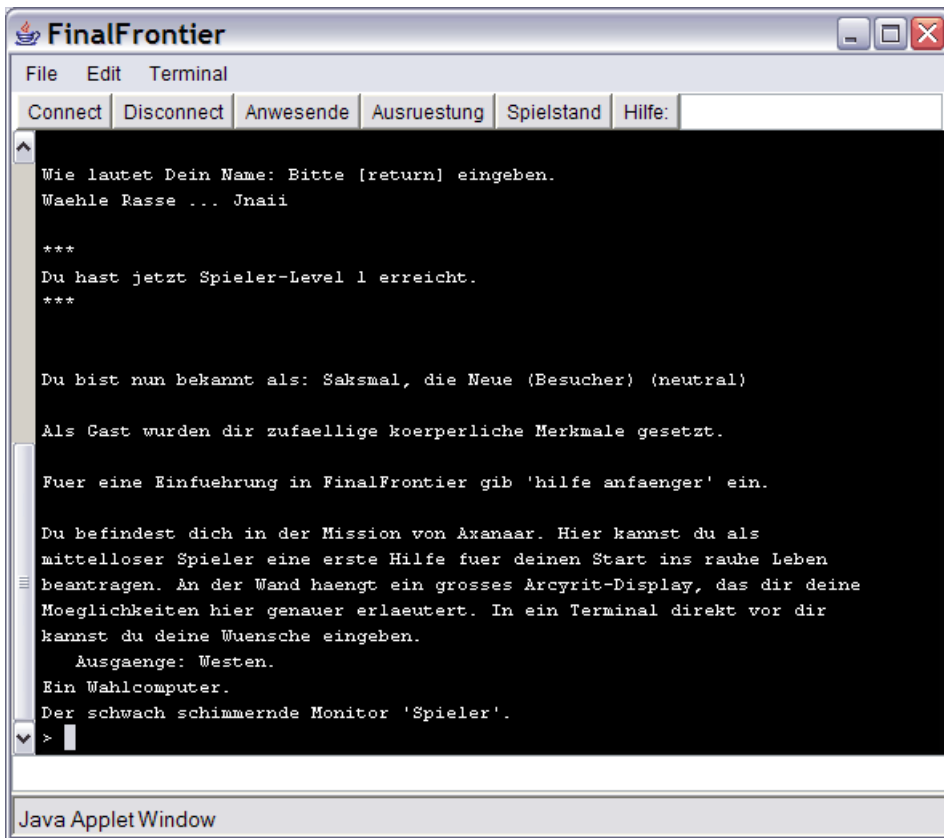 FinalFrontier
File Edit Terminal
Connect Disconnect Anwesende Ausruestung Spielstand Hilfe:
Wie lautet Dein Name: Bitte [return] eingeben.
Waehle Rasse ... Jnaii
***
Du hast jetzt Spieler-Level 1 erreicht.
***
Du bist nun bekannt als: Saksmal, die Neue (Besucher) (neutral)
Als Gast wurden dir zufaellige koerperliche Merkmale gesetzt.
Fuer eine Einfuehrung in FinalFrontier gib 'hilfe anfaenger' ein.
Du befindest dich in der Mission von Axanaar. Hier kannst du als
mittelloser Spieler eine erste Hilfe fuer deinen Start ins rauhe Leben
beantragen. An der Wand haengt ein grosses Arcyrit-Display, das dir deine
Moeglichkeiten hier genauer erlaeutert. In ein Terminal direkt vor dir
kannst du deine Wuensche eingeben.
Ausgaenge: Westen.
Ein Wahlcomputer.
Der schwach schimmernde Monitor 'Spieler'.
>
Java Applet Window